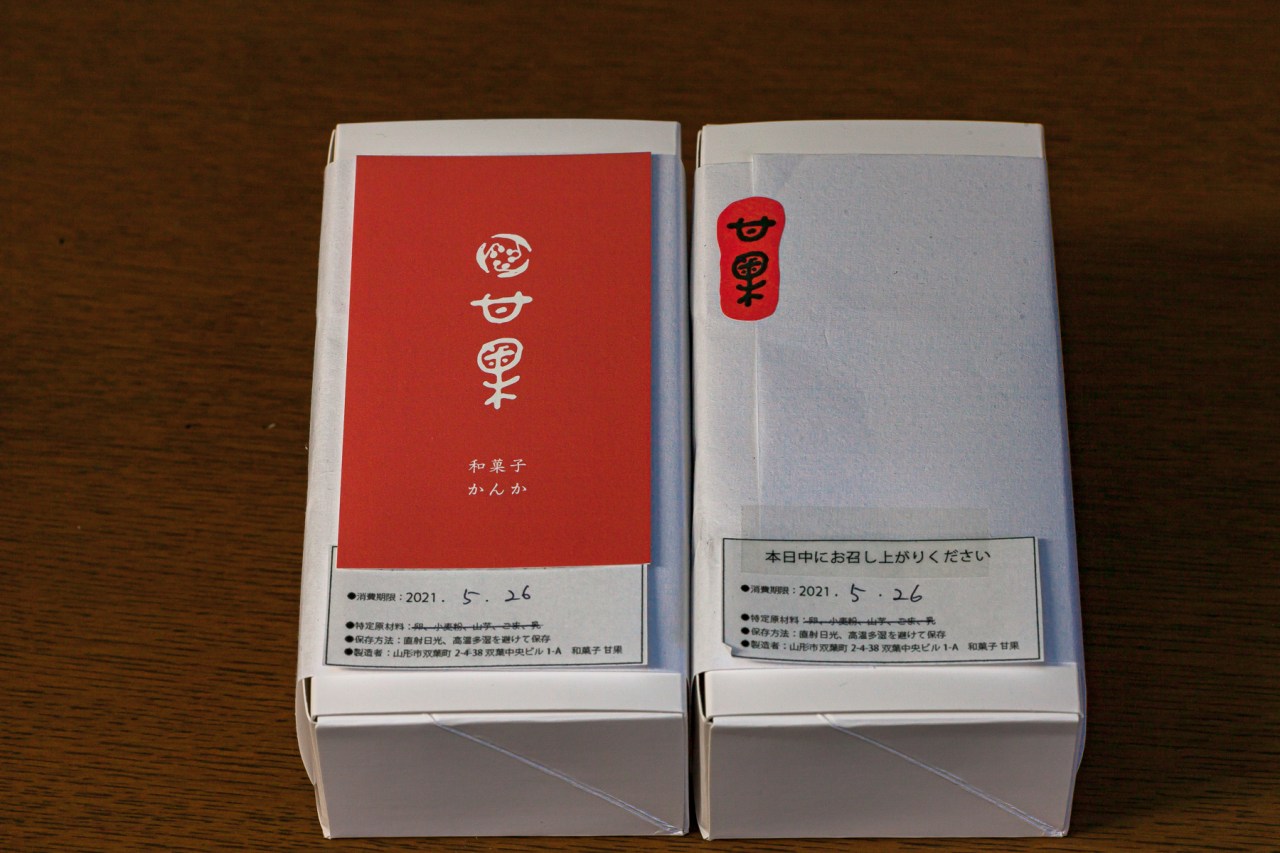 甘果
和菓子
かんか
●消費期限：2021. 5. 26
●特定原材料：卵、小麦粉、山芋、ごま、乳
●保存方法：直射日光、高温多湿を避けて保存
●製造者：山形市双葉町 2-4-38 双葉中央ビル 1-A 和菓子 甘果
甘果
本日中にお召し上がりください
●消費期限：2021. 5. 26
●特定原材料：卵、小麦粉、山芋、ごま、乳
●保存方法：直射日光、高温多湿を避けて保存
●製造者：山形市双葉町 2-4-38 双葉中央ビル 1-A 和菓子 甘果